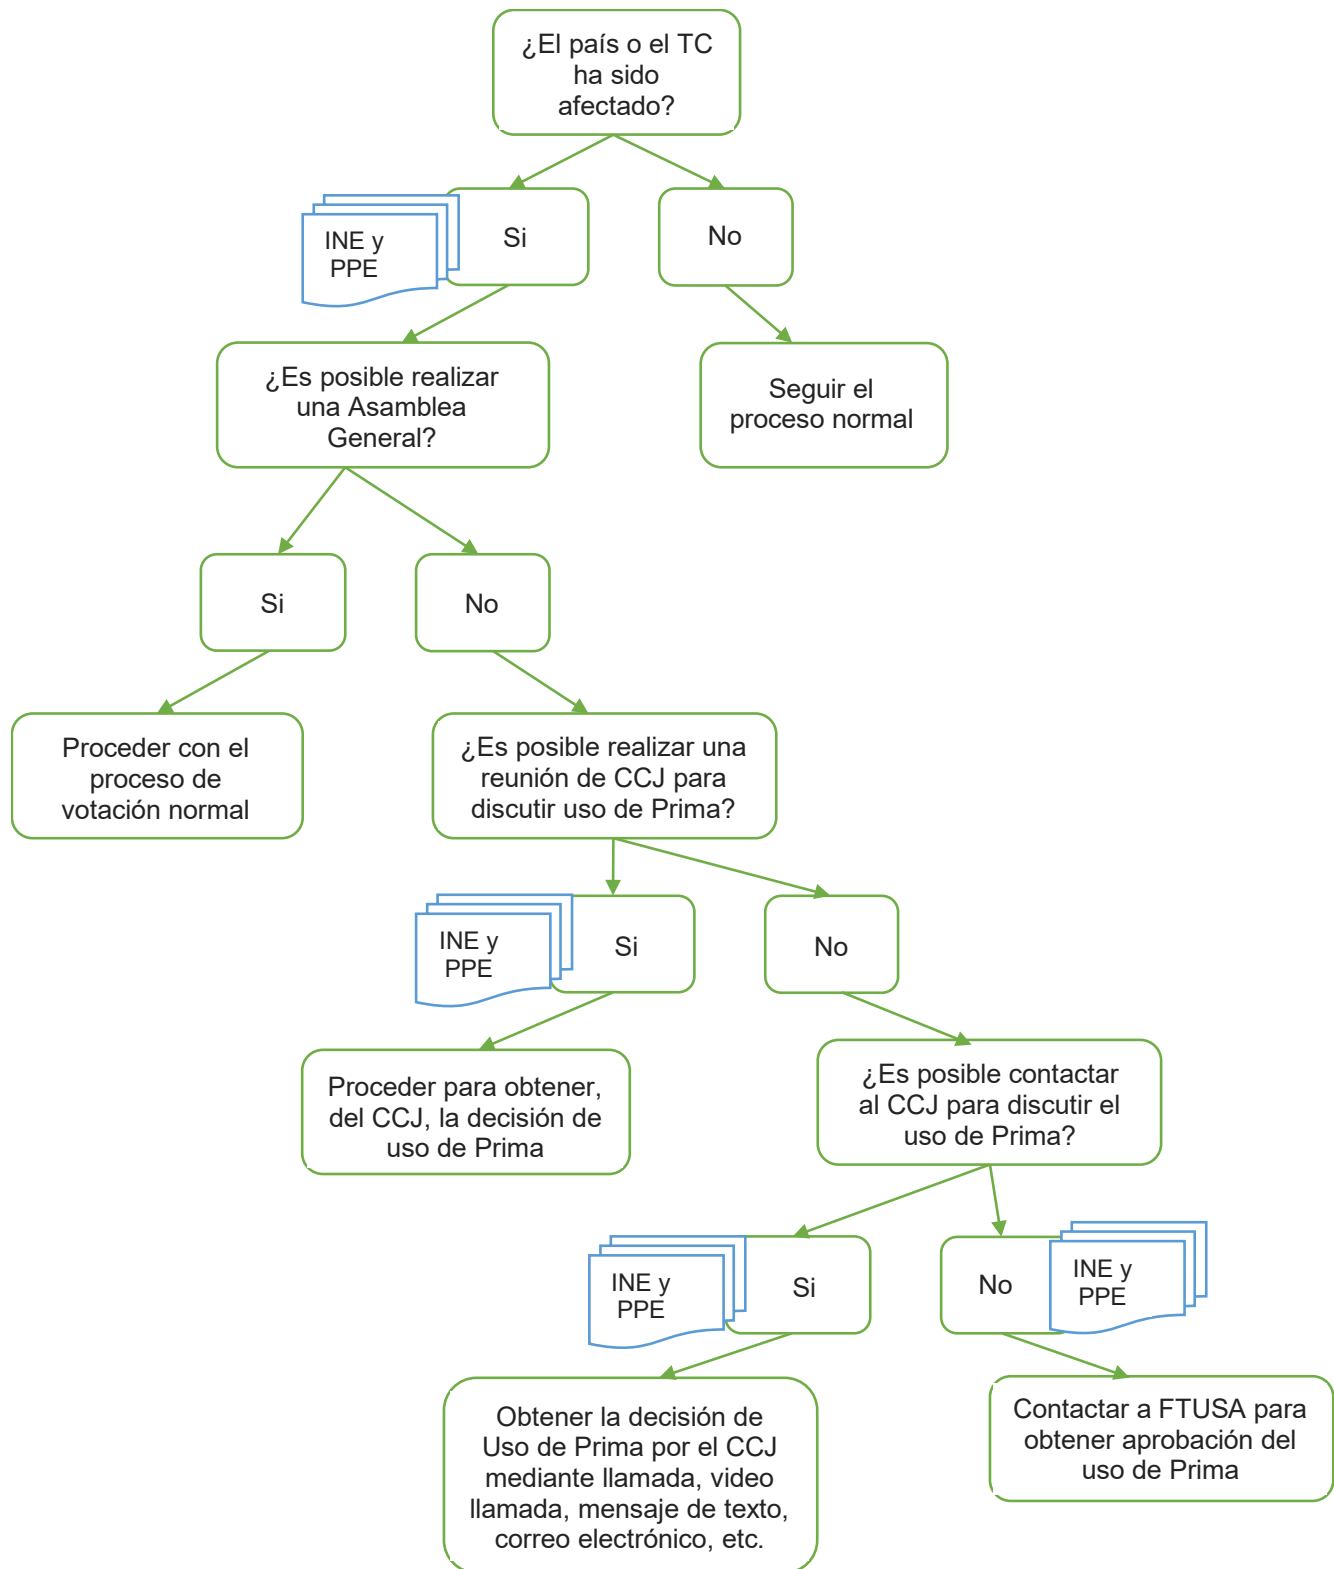 ¿El país o el TC
ha sido
afectado?
INE y
PPE
Si
No
¿Es posible realizar
una Asamblea
General?
Seguir el
proceso normal
Si
No
Proceder con el
proceso de
votación normal
¿Es posible realizar una
reunión de CCJ para
discutir uso de Prima?
INE y
PPE
Si
No
Proceder para obtener,
del CCJ, la decisión de
uso de Prima
¿Es posible contactar
al CCJ para discutir el
uso de Prima?
INE y
PPE
Si
No
INE y
PPE
Obtener la decisión de
Uso de Prima por el CCJ
mediante llamada, video
llamada, mensaje de texto,
correo electrónico, etc.
Contactar a FTUSA para
obtener aprobación del
uso de Prima